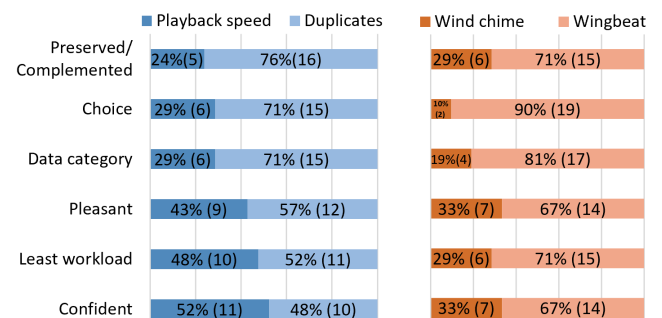 Playback speed Duplicates Wind chime Wingbeat
Preserved/
Complemented
24%(5) 76%(16) 29% (6) 71% (15)
Choice 29% (6) 71% (15) 10%
(2) 90% (19)
Data category 29% (6) 71% (15) 19%(4) 81% (17)
Pleasant 43% (9) 57% (12) 33% (7) 67% (14)
Least workload 48% (10) 52% (11) 29% (6) 71% (15)
Confident 52% (11) 48% (10) 33% (7) 67% (14)